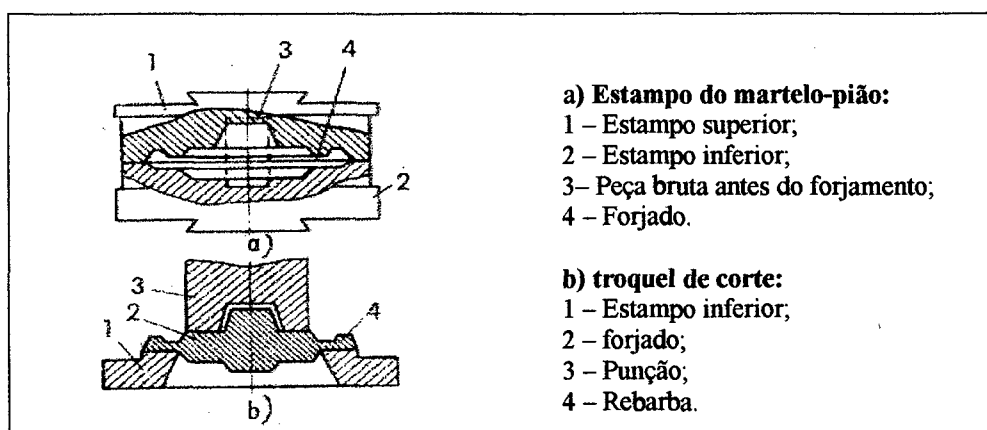 1
3
4
2
a)
3
2
1
4
b)
a) Estampo do martelo-pião:
1 – Estampo superior;
2 – Estampo inferior;
3– Peça bruta antes do forjamento;
4 – Forjado.
b) troquel de corte:
1 – Estampo inferior;
2 – forjado;
3 – Punção;
4 – Rebarba.